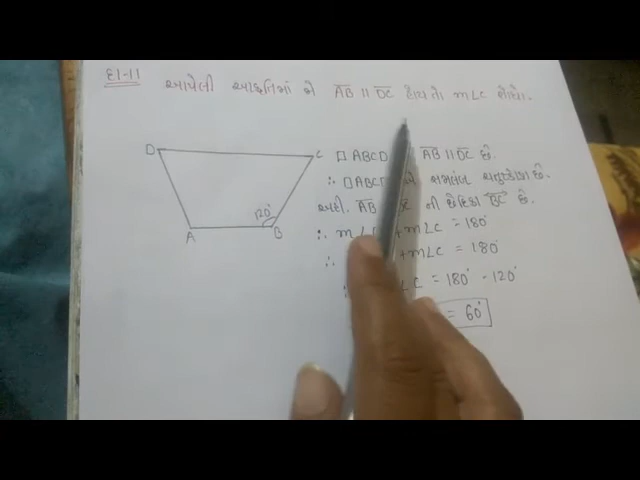 દા-11 આપેલી આકૃતિમાં જો AB || DC હોય તો m∠C શોધો.
D C A B 120°
□ ABCD AB || DC છે.
∴ □ABCD એ સમલંબ ચતુષ્કોણ છે.
અહીં AB ની છેદિકા BC છે.
∴ m∠ + m∠C = 180°
∴ + m∠C = 180°
∠C = 180° - 120°
= 60°